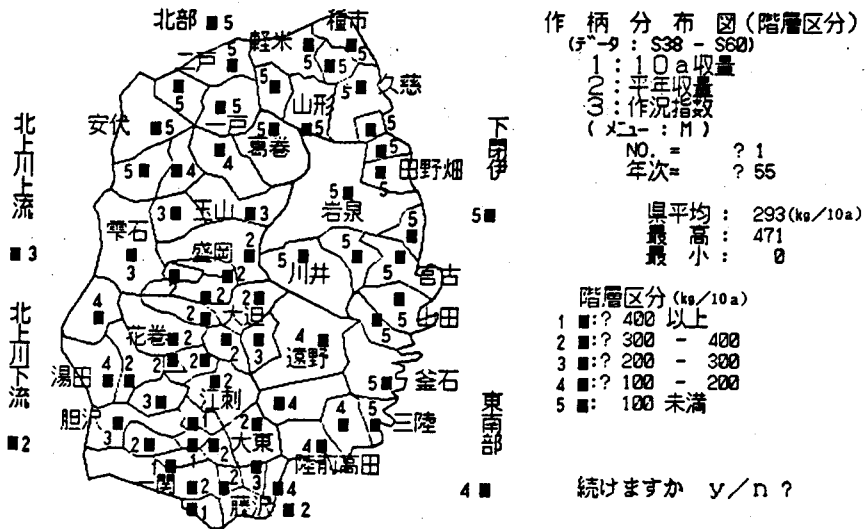 作 柄 分 布 図(階層区分)
(ﾃﾞｰﾀ : S38 - S60)
1:10a収量
2:平年収量
3:作況指数
( ﾒﾆｭｰ : M )
NO. = ? 1
年次= ? 55
県平均 : 293(kg/10a)
最 高 : 471
最 小 : 0
階層区分(kg/10a)
1 ■:? 400 以上
2 ■:? 300 - 400
3 ■:? 200 - 300
4 ■:? 100 - 200
5 ■: 100 未満
続けますか y/n ?
北部 ■ 5
北上川上流
■ 3
北上川下流
■ 2
下閉伊
5 ■
東南部
4 ■
種市
軽米
二戸
久慈
山形
一戸
安代
葛巻
田野畑
玉山
岩泉
雫石
盛岡
川井
宮古
大迫
山田
花巻
遠野
湯田
釜石
江刺
胆沢
三陸
大東
陸前高田
一関
藤沢